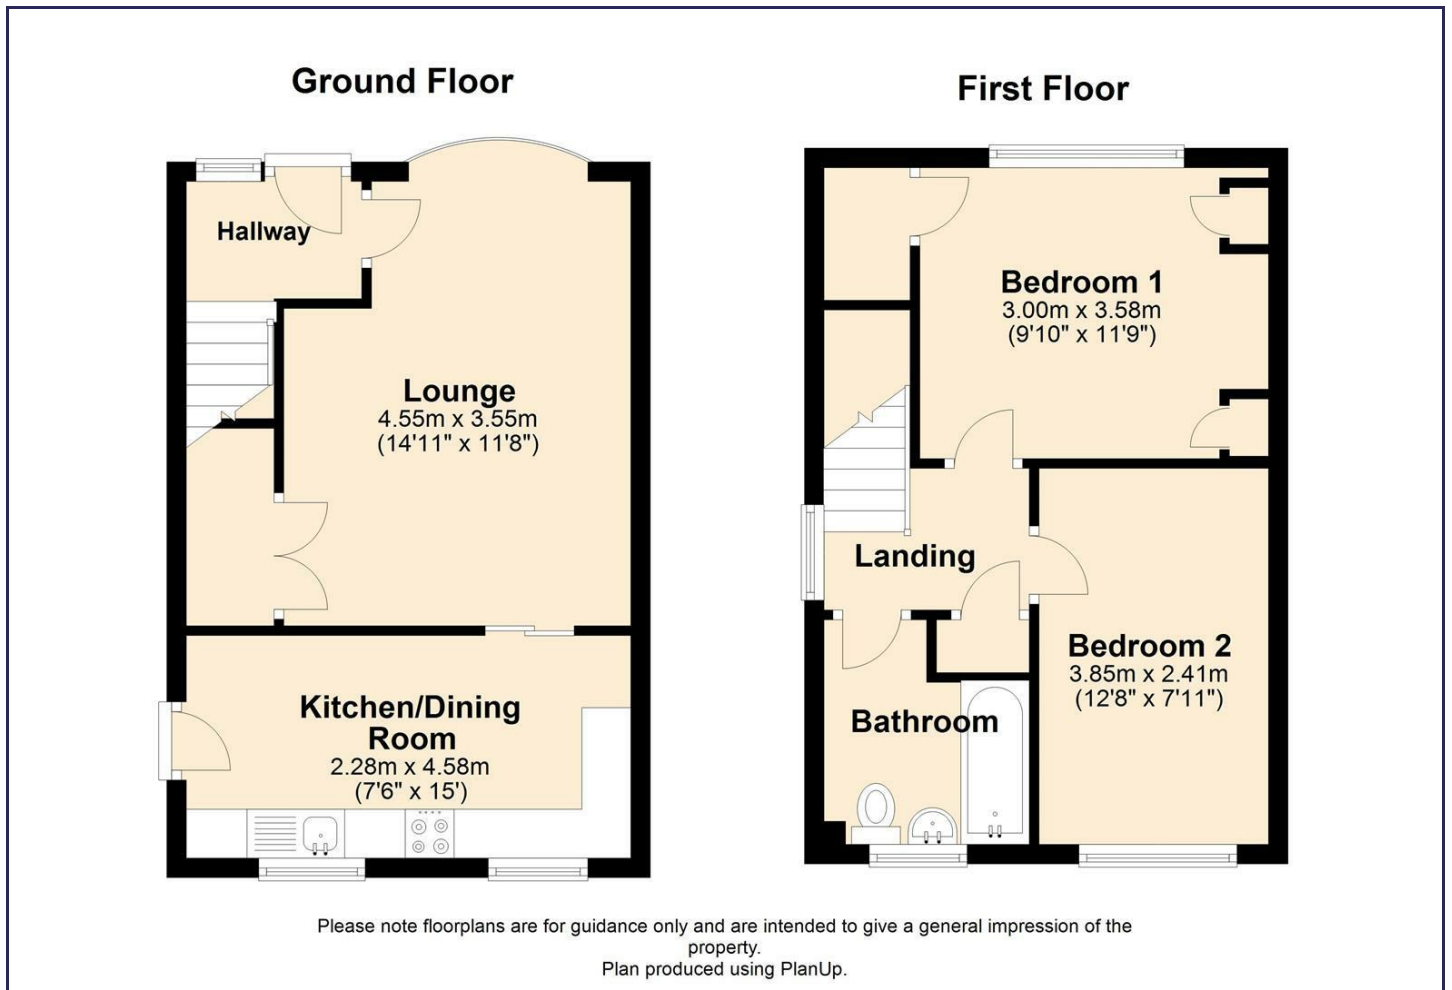 Ground Floor
First Floor
Hallway
Lounge
4.55m x 3.55m
(14'11" x 11'8")
Kitchen/Dining
Room
2.28m x 4.58m
(7'6" x 15')
Bedroom 1
3.00m x 3.58m
(9'10" x 11'9")
Landing
Bedroom 2
3.85m x 2.41m
(12'8" x 7'11")
Bathroom
Please note floorplans are for guidance only and are intended to give a general impression of the
property.
Plan produced using PlanUp.